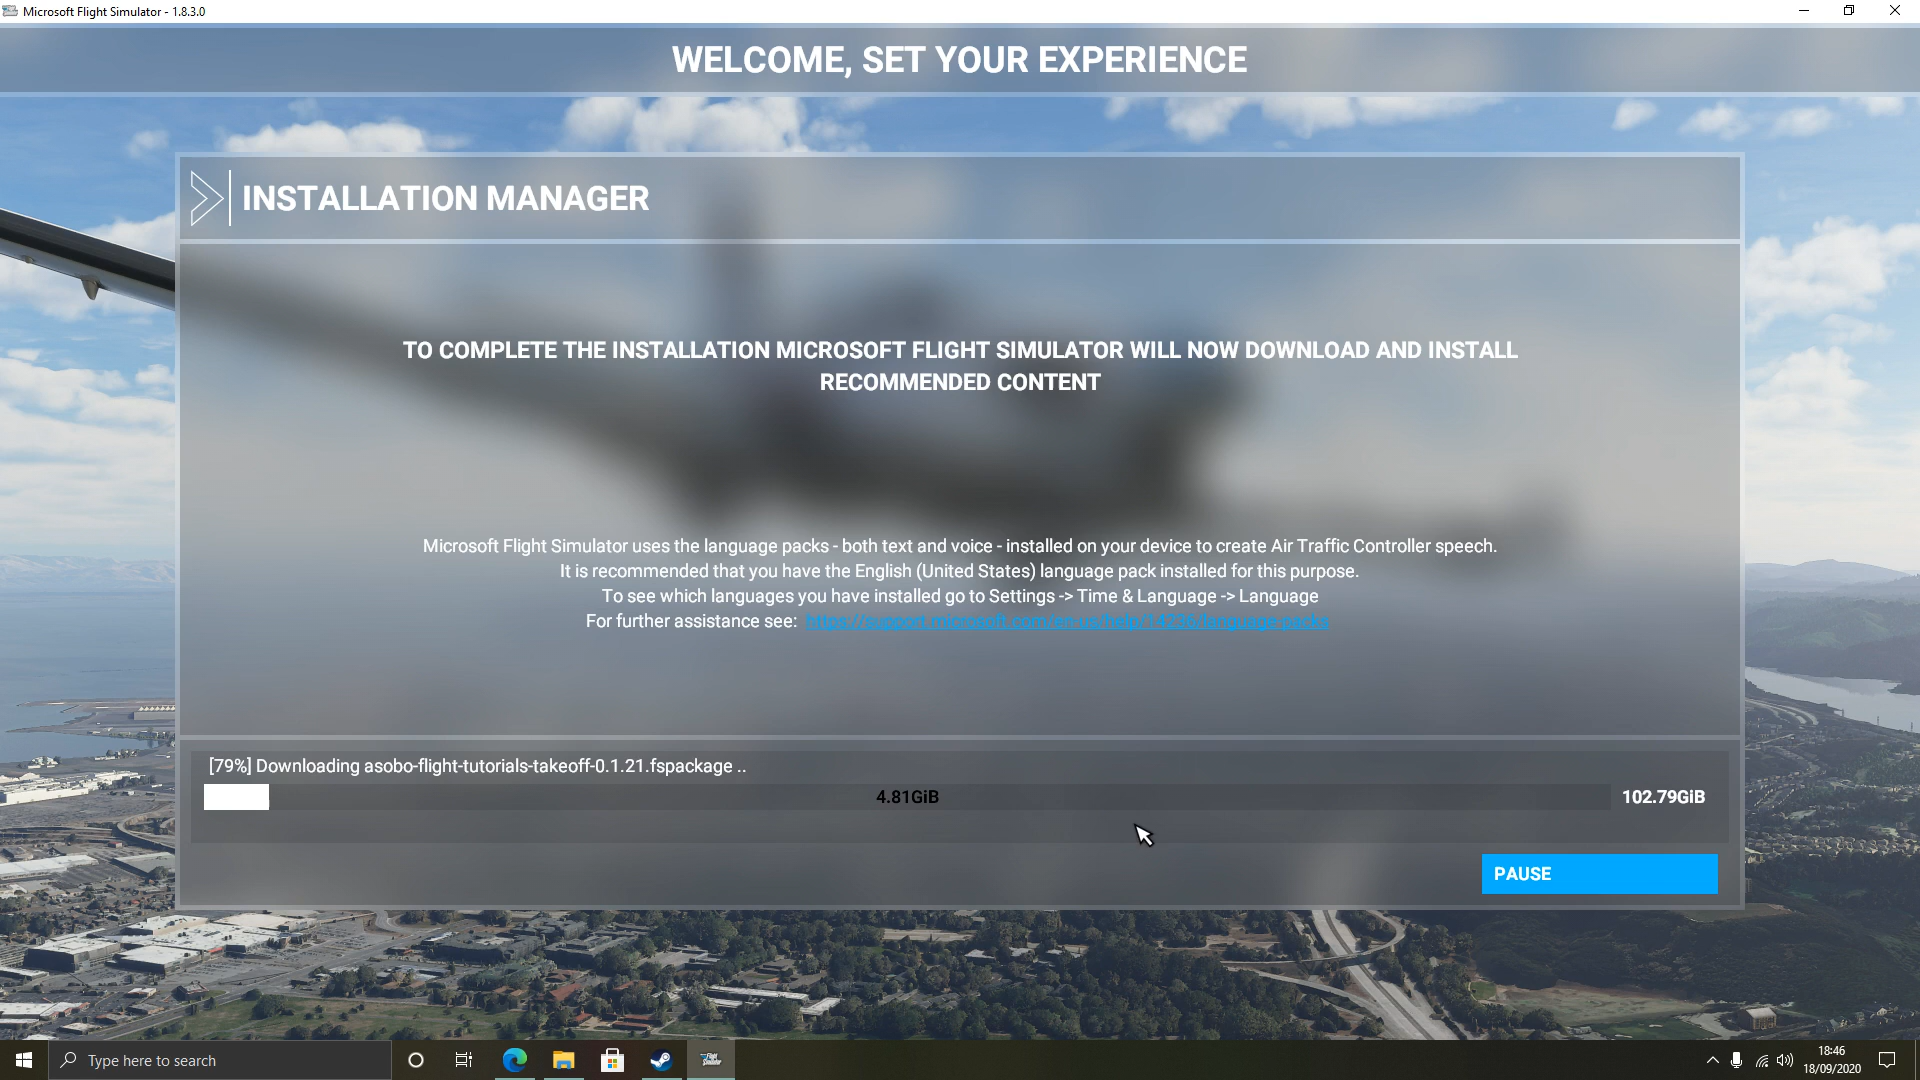 Microsoft Flight Simulator - 1.8.3.0
WELCOME, SET YOUR EXPERIENCE
INSTALLATION MANAGER
TO COMPLETE THE INSTALLATION MICROSOFT FLIGHT SIMULATOR WILL NOW DOWNLOAD AND INSTALL
RECOMMENDED CONTENT
Microsoft Flight Simulator uses the language packs - both text and voice - installed on your device to create Air Traffic Controller speech.
It is recommended that you have the English (United States) language pack installed for this purpose.
To see which languages you have installed go to Settings -> Time & Language -> Language
For further assistance see: https://support.microsoft.com/en-us/help/14236/language-packs
[79%] Downloading asobo-flight-tutorials-takeoff-0.1.21.fspackage ..
4.81GiB
102.79GiB
PAUSE
Type here to search
18:46
18/09/2020